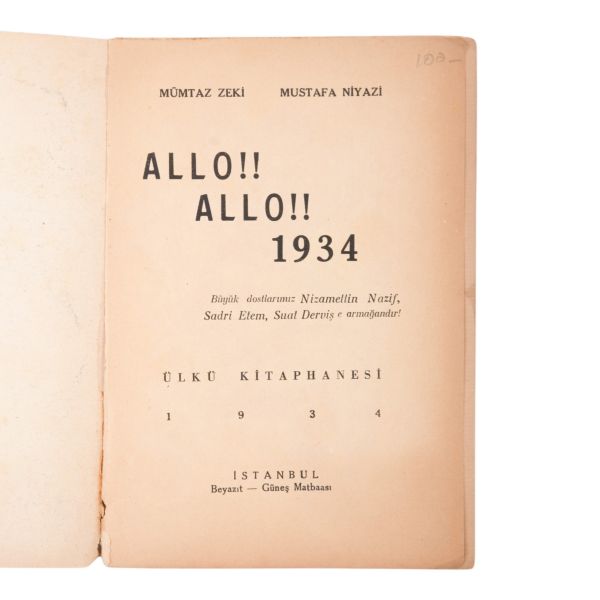 100-
MÜMTAZ ZEKİ MUSTAFA NİYAZİ
ALLO!!
ALLO!!
1934
Büyük dostlarımız Nizamettin Nazif,
Sadri Etem, Suat Derviş e armağandır!
ÜLKÜ KİTAPHANESİ
1 9 3 4
İSTANBUL
Beyazıt — Güneş Matbaası